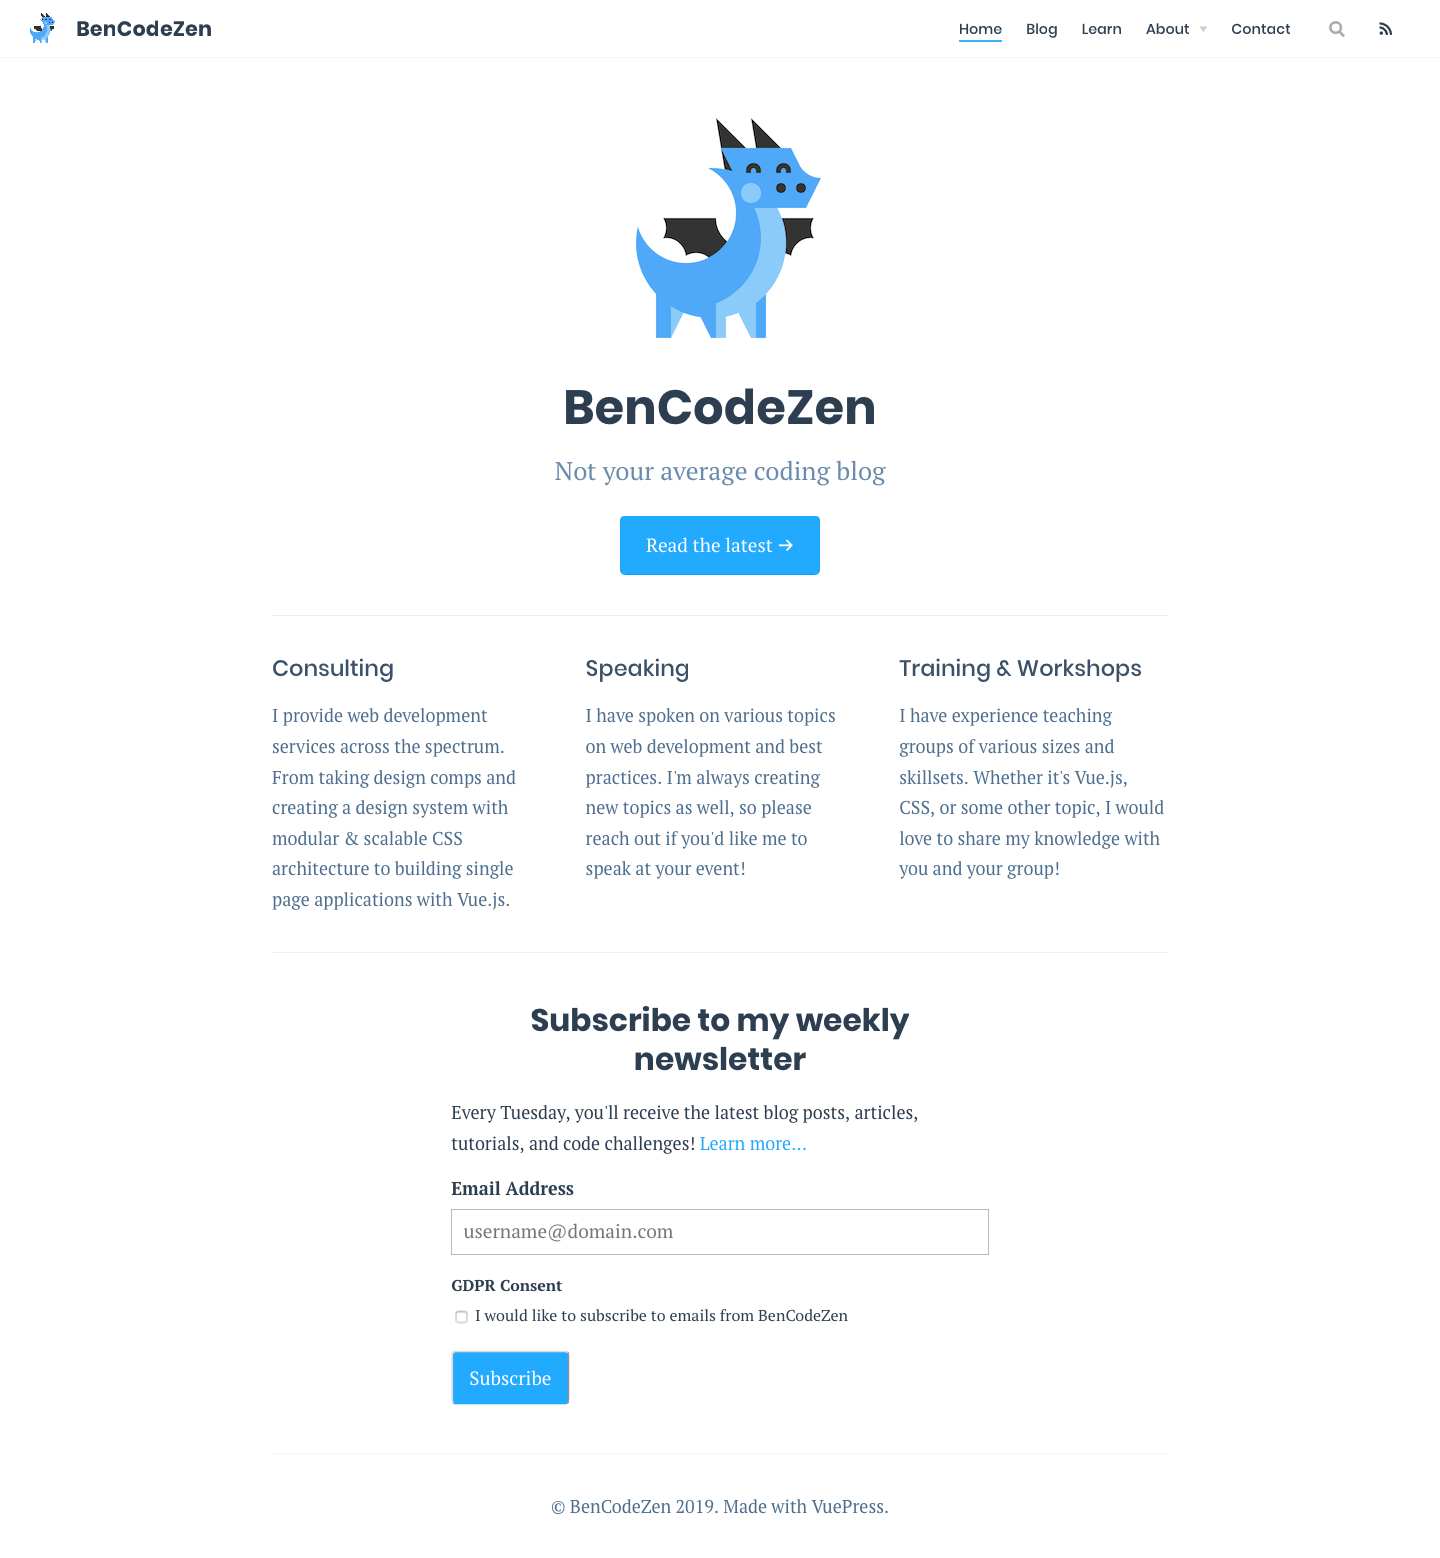 BenCodeZen
Home Blog Learn About Contact
BenCodeZen
Not your average coding blog
Read the latest →
Consulting
I provide web development
services across the spectrum.
From taking design comps and
creating a design system with
modular & scalable CSS
architecture to building single
page applications with Vue.js.
Speaking
I have spoken on various topics
on web development and best
practices. I'm always creating
new topics as well, so please
reach out if you'd like me to
speak at your event!
Training & Workshops
I have experience teaching
groups of various sizes and
skillsets. Whether it's Vue.js,
CSS, or some other topic, I would
love to share my knowledge with
you and your group!
Subscribe to my weekly
newsletter
Every Tuesday, you'll receive the latest blog posts, articles,
tutorials, and code challenges! Learn more...
Email Address
username@domain.com
GDPR Consent
I would like to subscribe to emails from BenCodeZen
Subscribe
© BenCodeZen 2019. Made with VuePress.